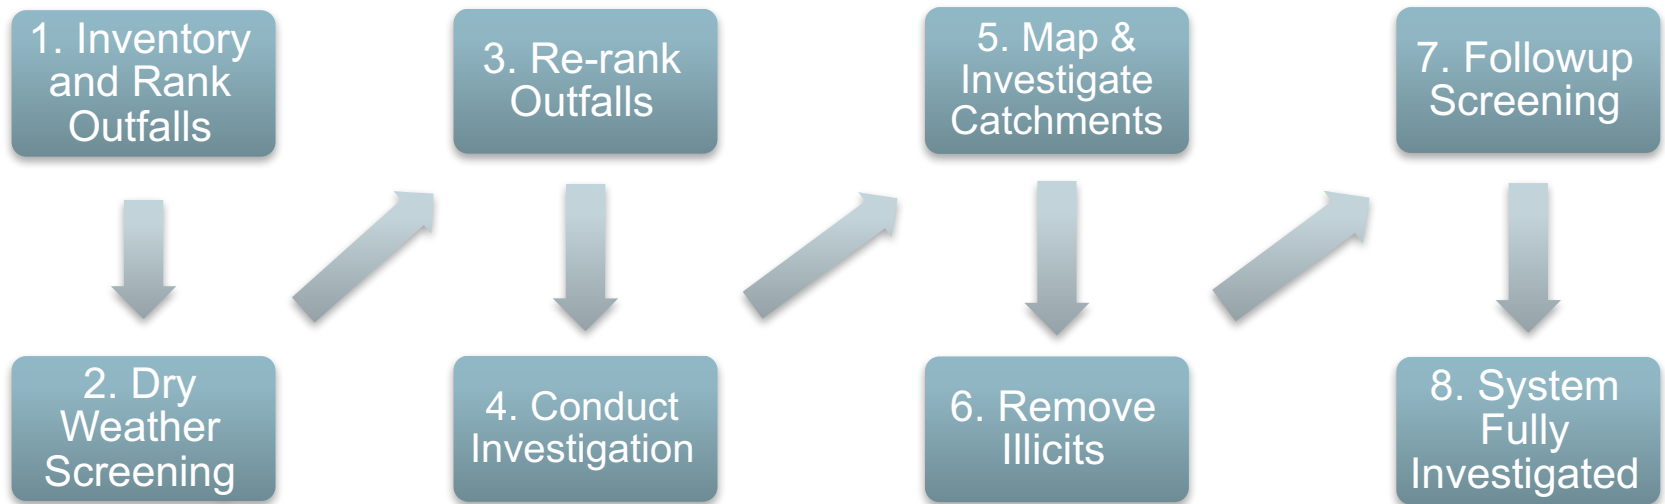 1. Inventory
and Rank
Outfalls
2. Dry
Weather
Screening
3. Re-rank
Outfalls
4. Conduct
Investigation
5. Map &
Investigate
Catchments
6. Remove
Illicits
7. Followup
Screening
8. System
Fully
Investigated